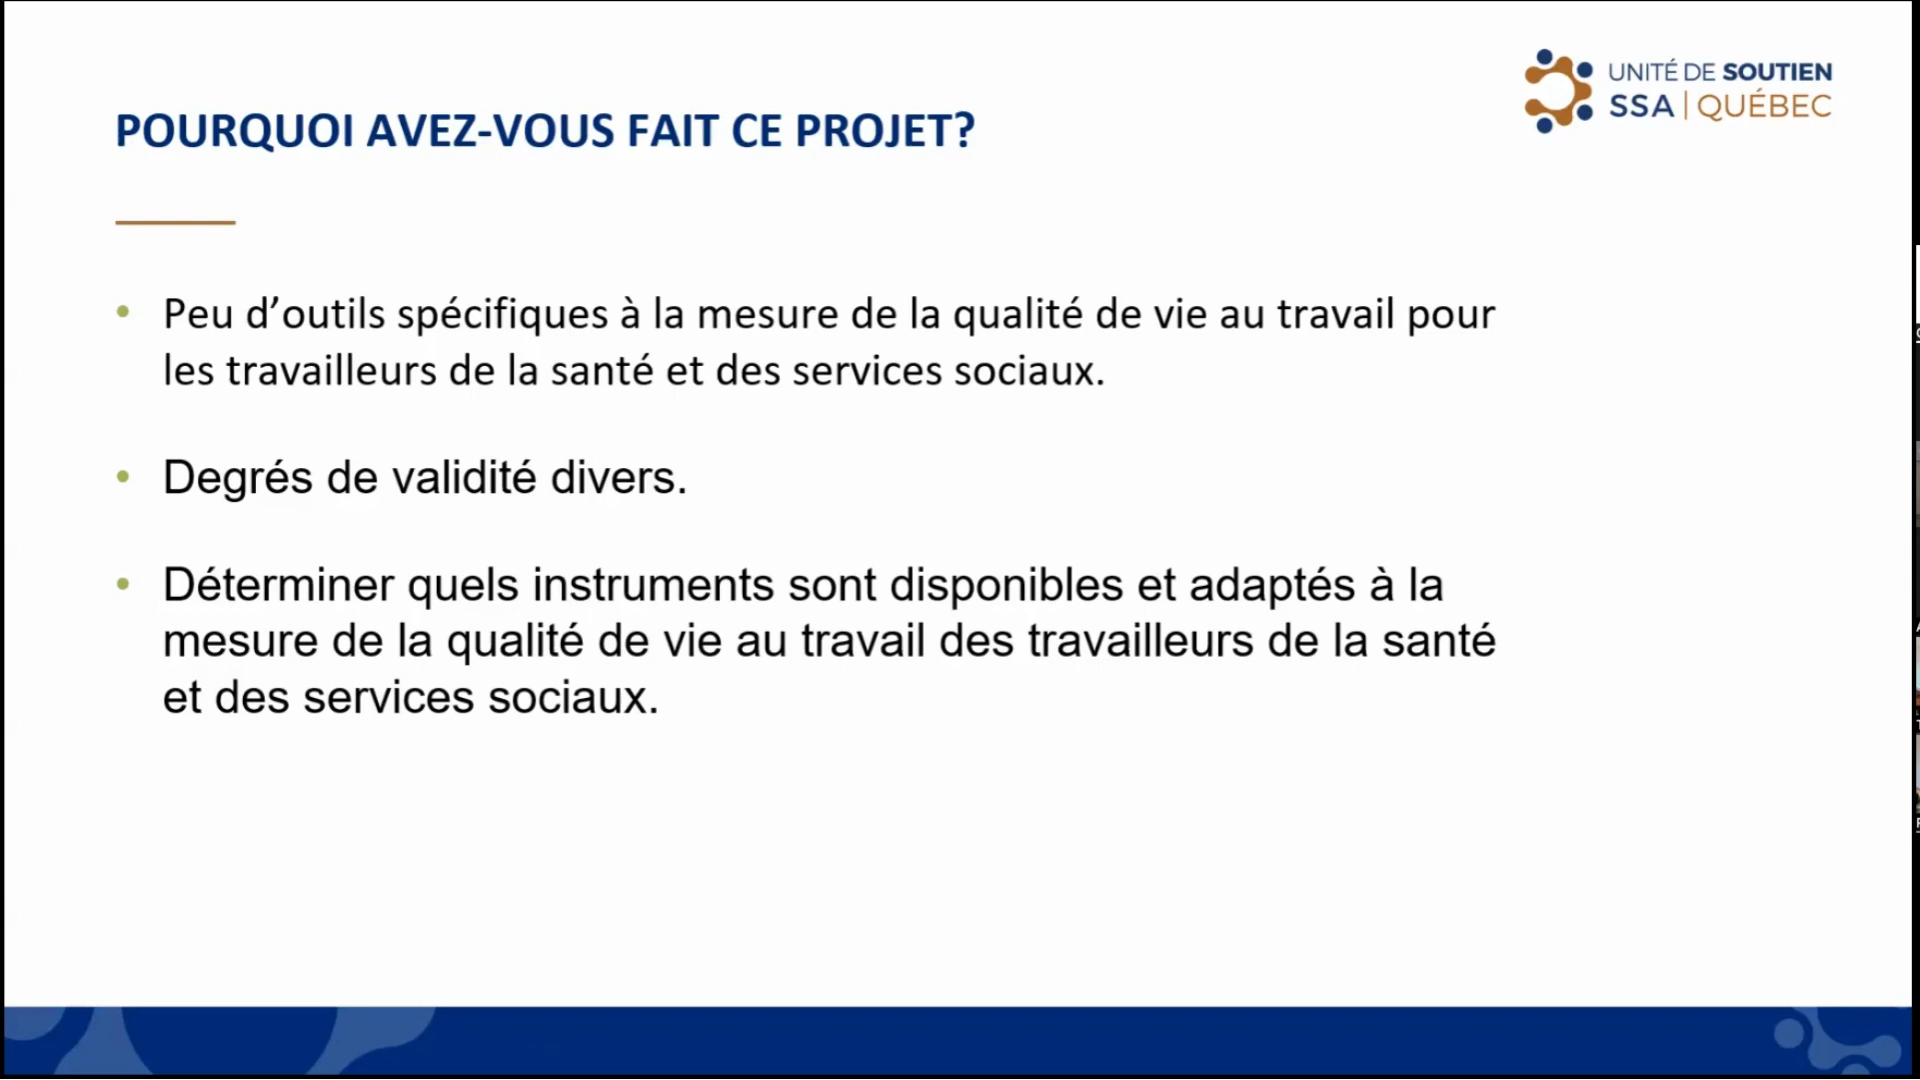 UNITÉ DE SOUTIEN
SSA | QUÉBEC
POURQUOI AVEZ-VOUS FAIT CE PROJET?
• Peu d’outils spécifiques à la mesure de la qualité de vie au travail pour
les travailleurs de la santé et des services sociaux.
• Degrés de validité divers.
• Déterminer quels instruments sont disponibles et adaptés à la
mesure de la qualité de vie au travail des travailleurs de la santé
et des services sociaux.